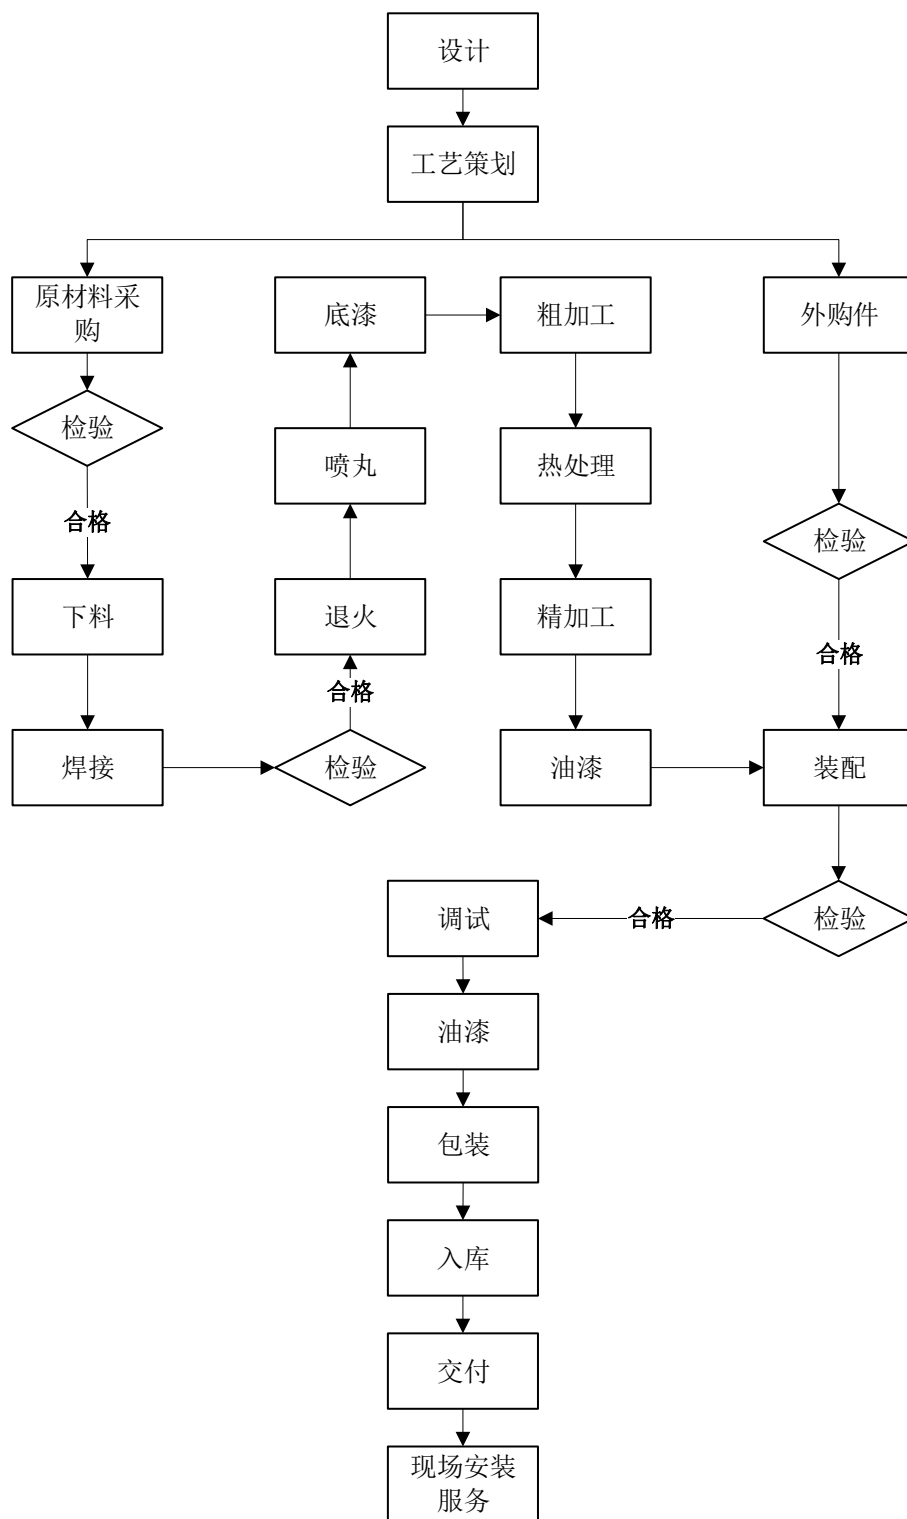 设计
工艺策划
原材料采
购
底漆
粗加工
外购件
检验
喷丸
热处理
合格
检验
下料
退火
精加工
合格
合格
焊接
检验
油漆
装配
调试
合格
检验
油漆
包装
入库
交付
现场安装
服务